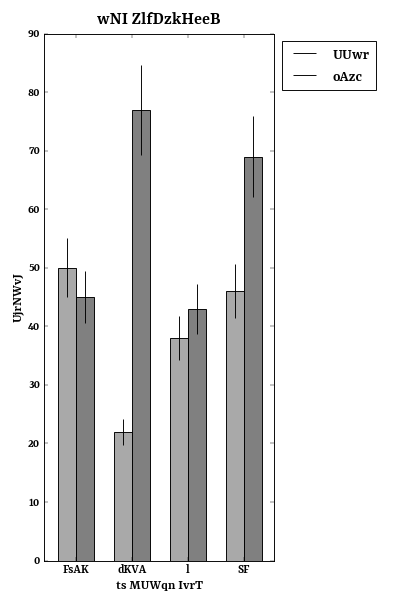 wNI ZlfDzkHeeB
UUwr
oAzc
UjrNWvJ
90
80
70
60
50
40
30
20
10
0
FsAK dKVA l SF
ts MUWqn IvrT